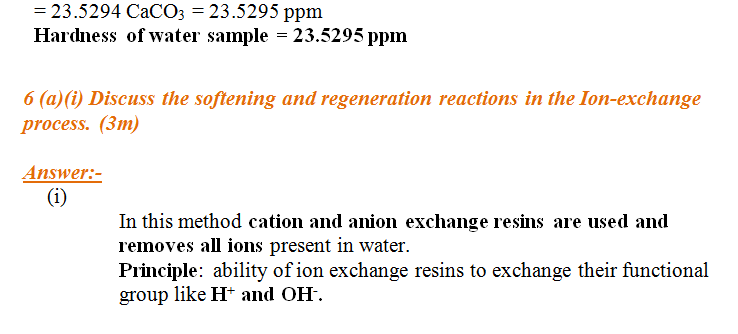 = 23.5294 CaCO₃ = 23.5295 ppm
Hardness of water sample = 23.5295 ppm
6 (a)(i) Discuss the softening and regeneration reactions in the Ion-exchange
process. (3m)
Answer:-
(i)
In this method cation and anion exchange resins are used and
removes all ions present in water.
Principle: ability of ion exchange resins to exchange their functional
group like H⁺ and OH⁻.